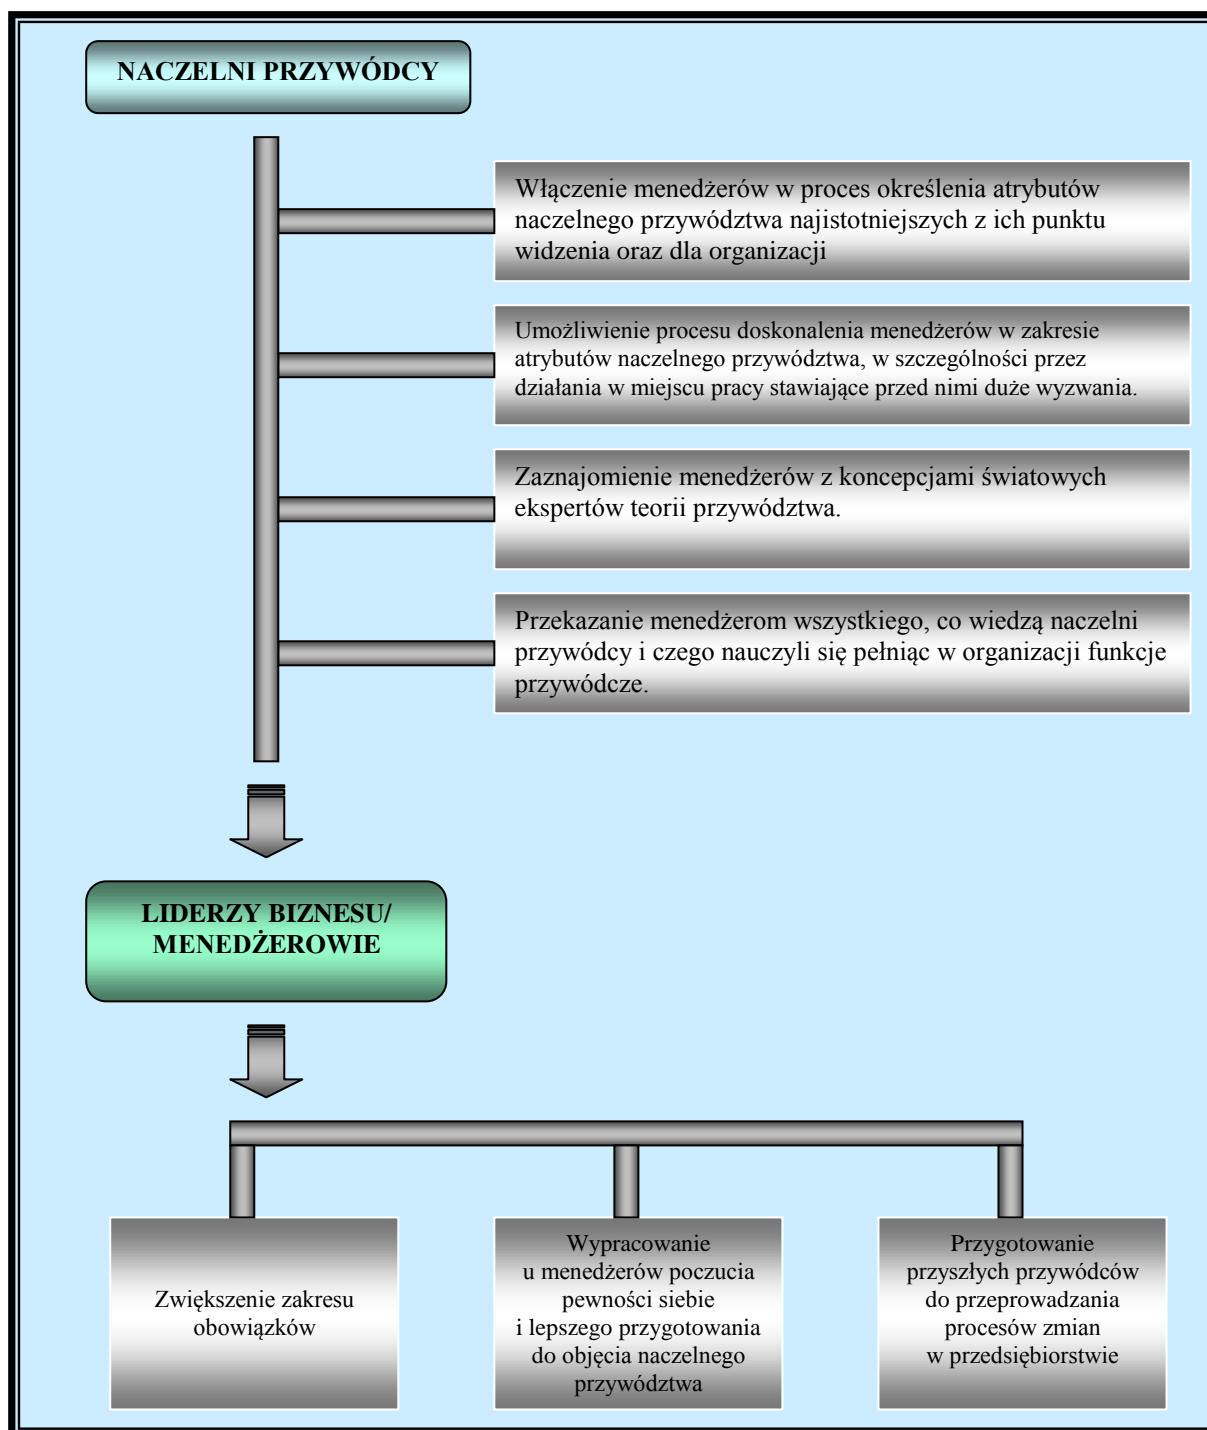 NACZELNI PRZYWÓDCY
Włączenie menedżerów w proces określenia atrybutów
naczelnego przywództwa najistotniejszych z ich punktu
widzenia oraz dla organizacji
Umożliwienie procesu doskonalenia menedżerów w zakresie
atrybutów naczelnego przywództwa, w szczególności przez
działania w miejscu pracy stawiające przed nimi duże wyzwania.
Zaznajomienie menedżerów z koncepcjami światowych
ekspertów teorii przywództwa.
Przekazanie menedżerom wszystkiego, co wiedzą naczelni
przywódcy i czego nauczyli się pełniąc w organizacji funkcje
przywódcze.
LIDERZY BIZNESU/
MENEDŻEROWIE
Zwiększenie zakresu
obowiązków
Wypracowanie
u menedżerów poczucia
pewności siebie
i lepszego przygotowania
do objęcia naczelnego
przywództwa
Przygotowanie
przyszłych przywódców
do przeprowadzania
procesów zmian
w przedsiębiorstwie